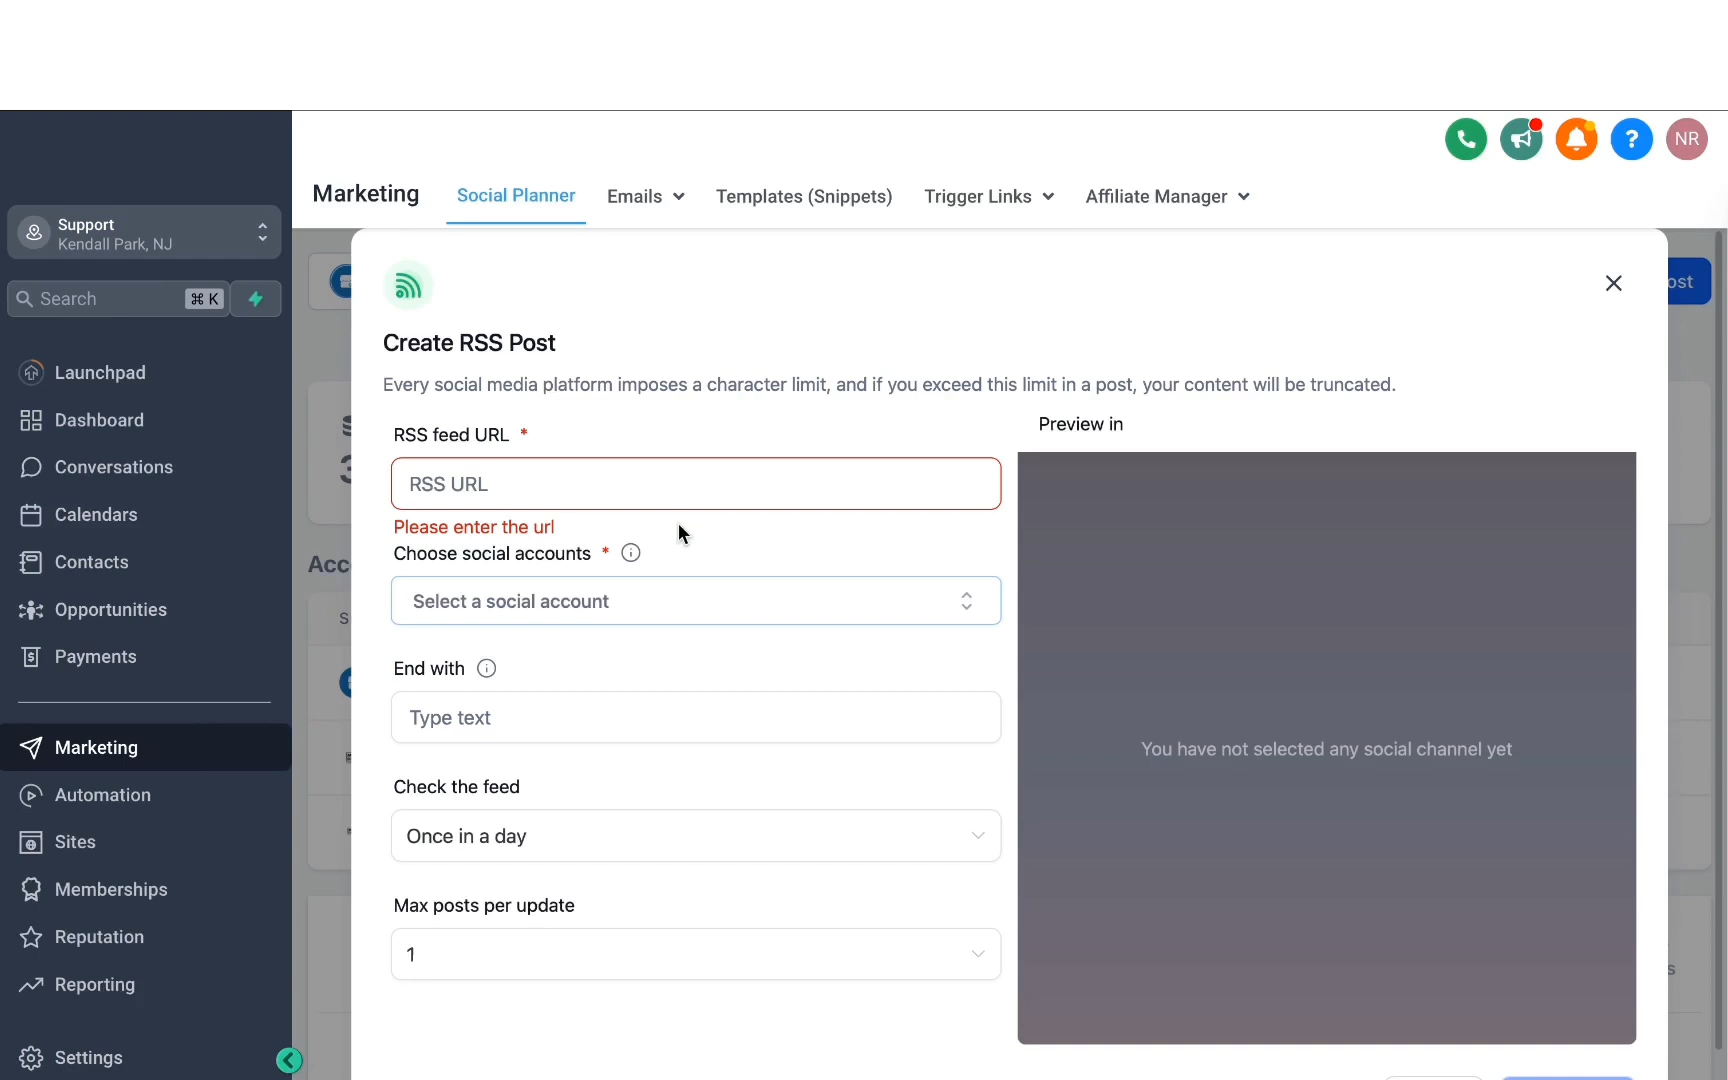 NR
Marketing
Social Planner
Emails
Templates (Snippets)
Trigger Links
Affiliate Manager
Support
Kendall Park, NJ
Search
⌘ K
Launchpad
Dashboard
Conversations
Calendars
Contacts
Opportunities
Payments
Marketing
Automation
Sites
Memberships
Reputation
Reporting
Settings
ost
Acc
Create RSS Post
Every social media platform imposes a character limit, and if you exceed this limit in a post, your content will be truncated.
RSS feed URL *
RSS URL
Please enter the url
Choose social accounts *
Select a social account
End with
Type text
Check the feed
Once in a day
Max posts per update
1
Preview in
You have not selected any social channel yet